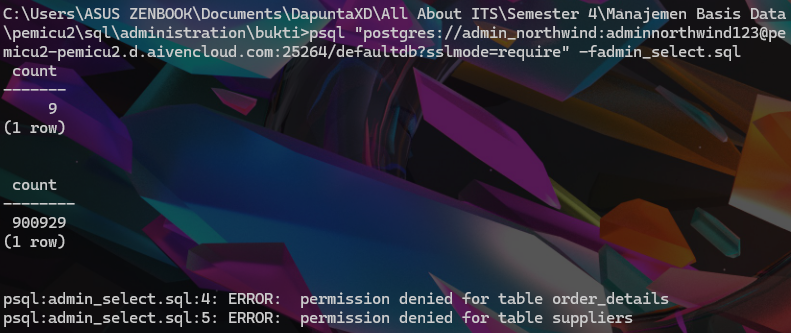 C:\Users\ASUS ZENBOOK\Documents\DapuntaXD\All About ITS\Semester 4\Manajemen Basis Data
\pemicu2\sql\administration\bukti>psql "postgres://admin_northwind:adminnorthwind123@pe
micu2-pemicu2.d.aivencloud.com:25264/defaultdb?sslmode=require" -fadmin_select.sql
count
-------
9
(1 row)
count
--------
900929
(1 row)
psql:admin_select.sql:4: ERROR:  permission denied for table order_details
psql:admin_select.sql:5: ERROR:  permission denied for table suppliers